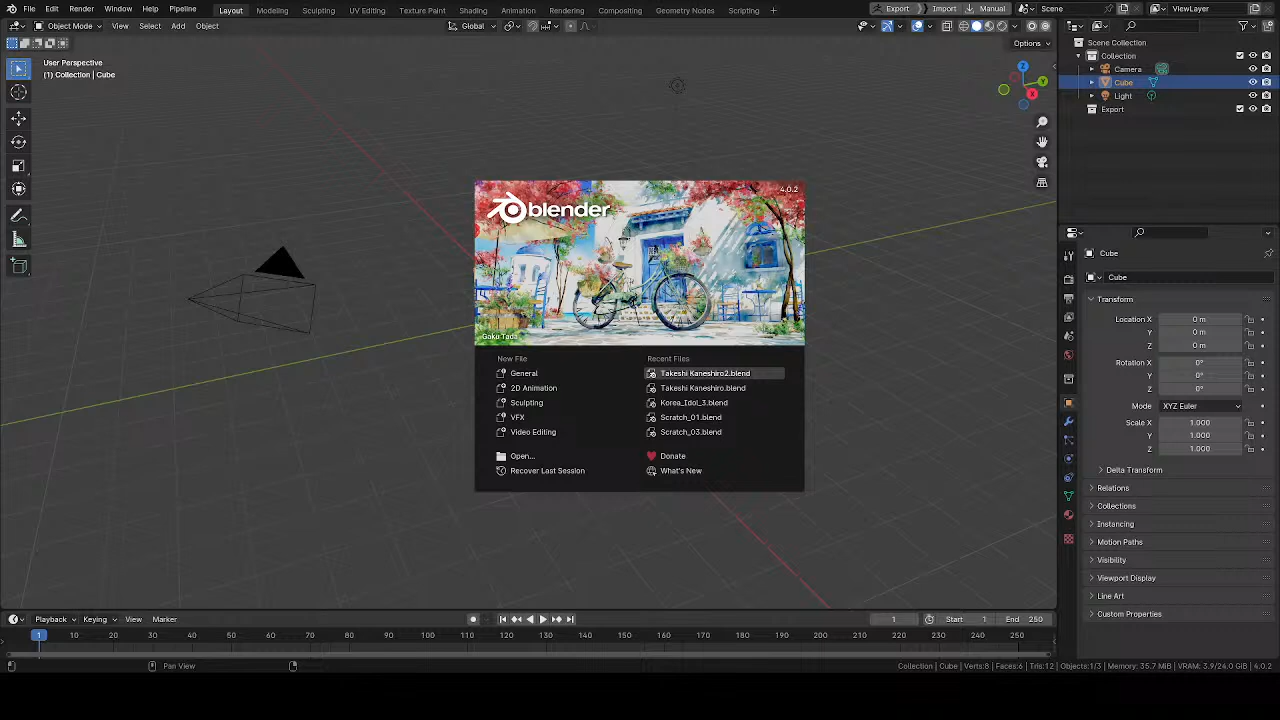 File Edit Render Window Help Pipeline Layout Modeling Sculpting UV Editing Texture Paint Shading Animation Rendering Compositing Geometry Nodes Scripting + Export Import Manual Scene ViewLayer
Object Mode View Select Add Object Global
Options
User Perspective
(1) Collection | Cube
Z
Y
X
Scene Collection
Collection
Camera
Cube
Light
Export
4.0.2
blender
Gaku Tada
New File
General
2D Animation
Sculpting
VFX
Video Editing
Open...
Recover Last Session
Recent Files
Takeshi Kaneshiro2.blend
Takeshi Kaneshiro.blend
Korea_Idol_3.blend
Scratch_01.blend
Scratch_03.blend
Donate
What's New
Cube
Cube
Transform
Location X 0 m
Y 0 m
Z 0 m
Rotation X 0°
Y 0°
Z 0°
Mode XYZ Euler
Scale X 1.000
Y 1.000
Z 1.000
Delta Transform
Relations
Collections
Instancing
Motion Paths
Visibility
Viewport Display
Line Art
Custom Properties
Playback Keying View Marker 1 Start 1 End 250
1 10 20 30 40 50 60 70 80 90 100 110 120 130 140 150 160 170 180 190 200 210 220 230 240 250
Pan View
Collection | Cube | Verts:8 | Faces:6 | Tris:12 | Objects:1/3 | Memory: 35.7 MiB | VRAM: 3.9/24.0 GiB | 4.0.2